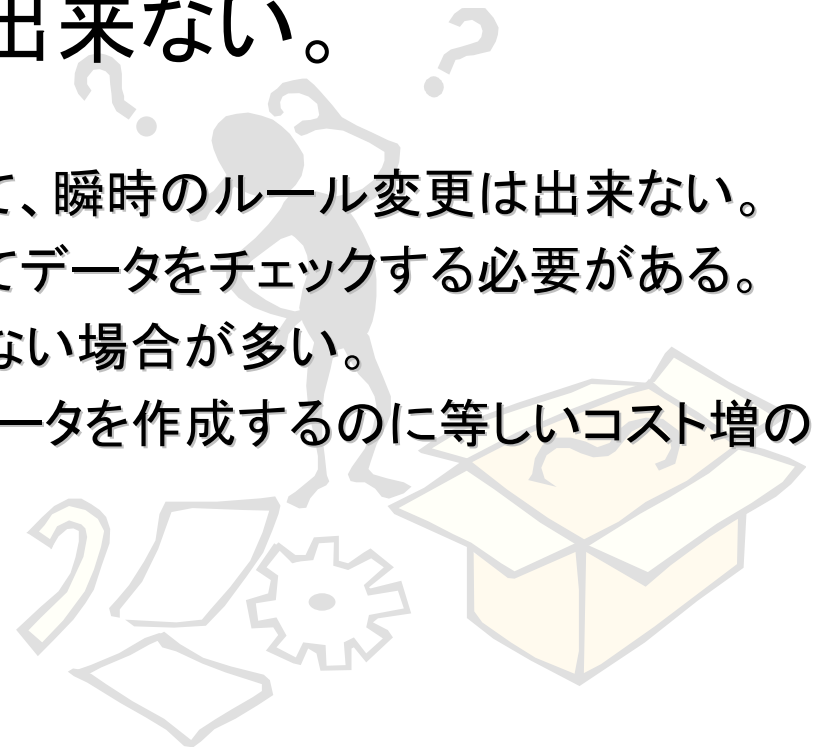 出来ない。
て、瞬時のルール変更は出来ない。
てデータをチェックする必要がある。
ない場合が多い。
ータを作成するのに等しいコスト増の